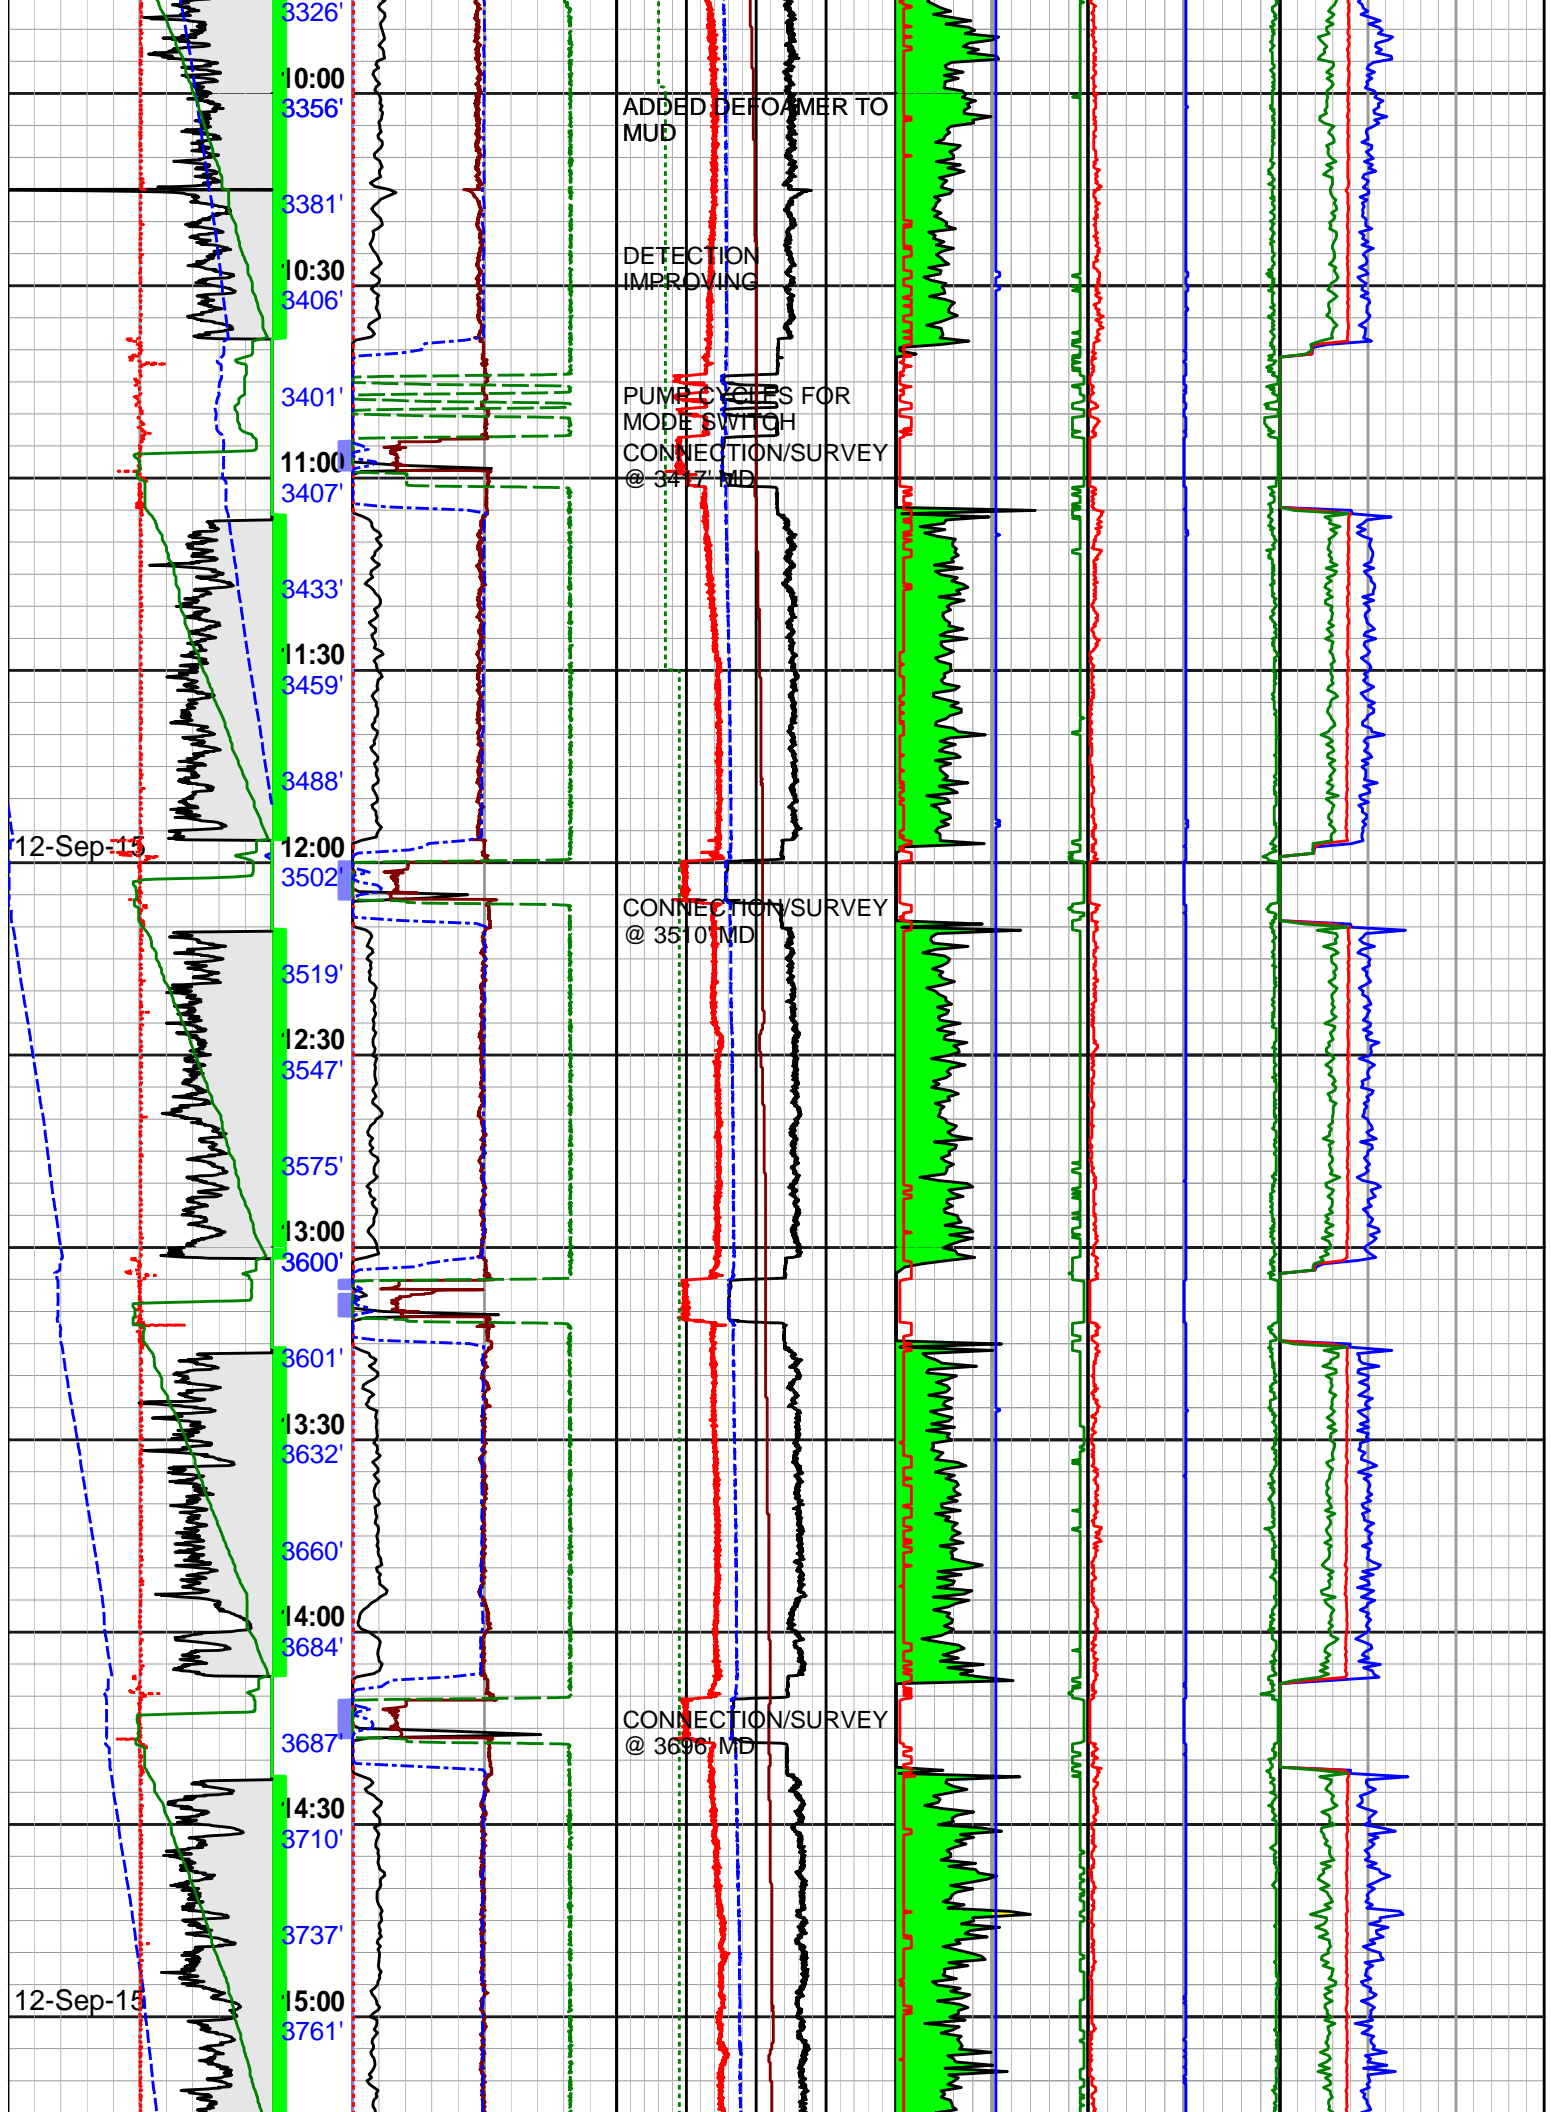 3326'
10:00
3356'
ADDED DEFOAMER TO
MUD
3381'
DETECTION
IMPROVING
10:30
3406'
3401'
PUMP CYCLES FOR
MODE SWITCH
CONNECTION/SURVEY
@ 3417' MD
11:00
3407'
3433'
11:30
3459'
3488'
12-Sep-15
12:00
3502'
CONNECTION/SURVEY
@ 3510' MD
3519'
12:30
3547'
3575'
13:00
3600'
3601'
13:30
3632'
3660'
14:00
3684'
CONNECTION/SURVEY
@ 3696' MD
3687'
14:30
3710'
3737'
12-Sep-15
15:00
3761'